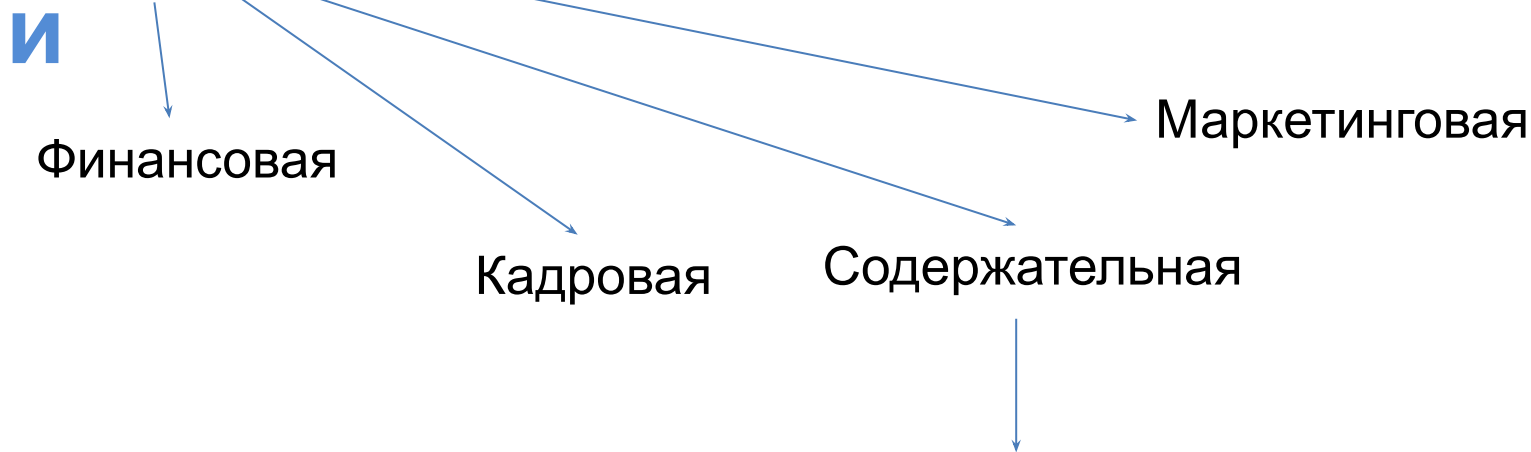 и
Маркетинговая
Финансовая
Кадровая
Содержательная